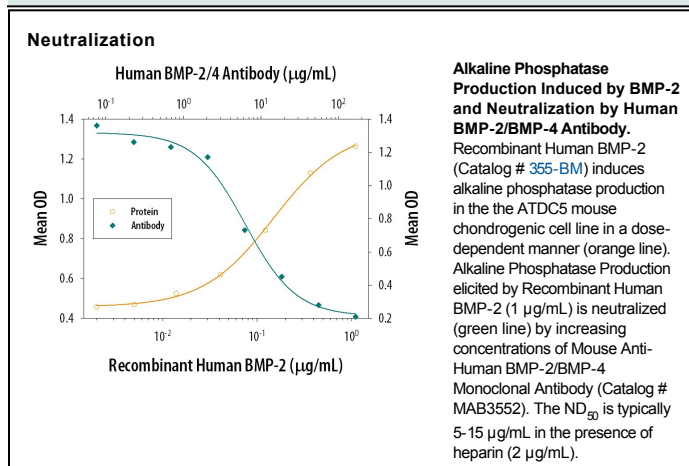 Neutralization
Human BMP-2/4 Antibody (µg/mL)
10⁻¹ 10⁰ 10¹ 10²
1.4 1.4
1.2 1.2
1.0 1.0
0.8 0.8
0.6 0.6
0.4 0.4
0.2
Mean OD
Mean OD
Protein
Antibody
10⁻² 10⁻¹ 10⁰
Recombinant Human BMP-2 (µg/mL)
Alkaline Phosphatase
Production Induced by BMP-2
and Neutralization by Human
BMP-2/BMP-4 Antibody.
Recombinant Human BMP-2
(Catalog # 355-BM) induces
alkaline phosphatase production
in the the ATDC5 mouse
chondrogenic cell line in a dose-
dependent manner (orange line).
Alkaline Phosphatase Production
elicited by Recombinant Human
BMP-2 (1 µg/mL) is neutralized
(green line) by increasing
concentrations of Mouse Anti-
Human BMP-2/BMP-4
Monoclonal Antibody (Catalog #
MAB3552). The ND₅₀ is typically
5-15 µg/mL in the presence of
heparin (2 µg/mL).